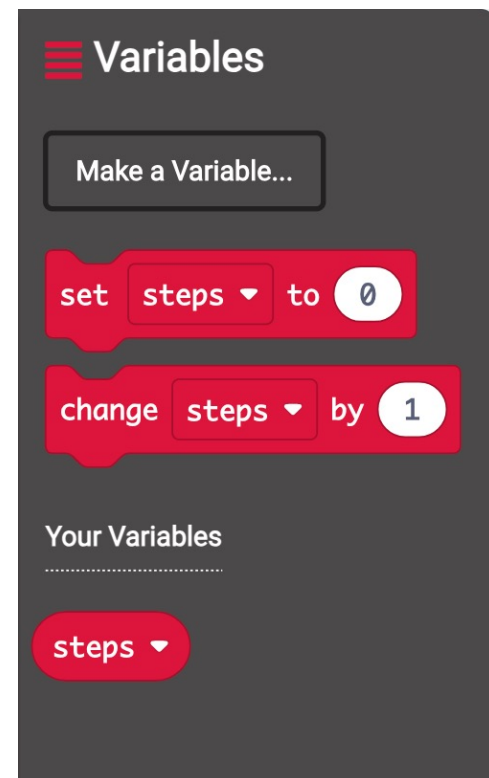 Variables
Make a Variable...
set steps to 0
change steps by 1
Your Variables
steps